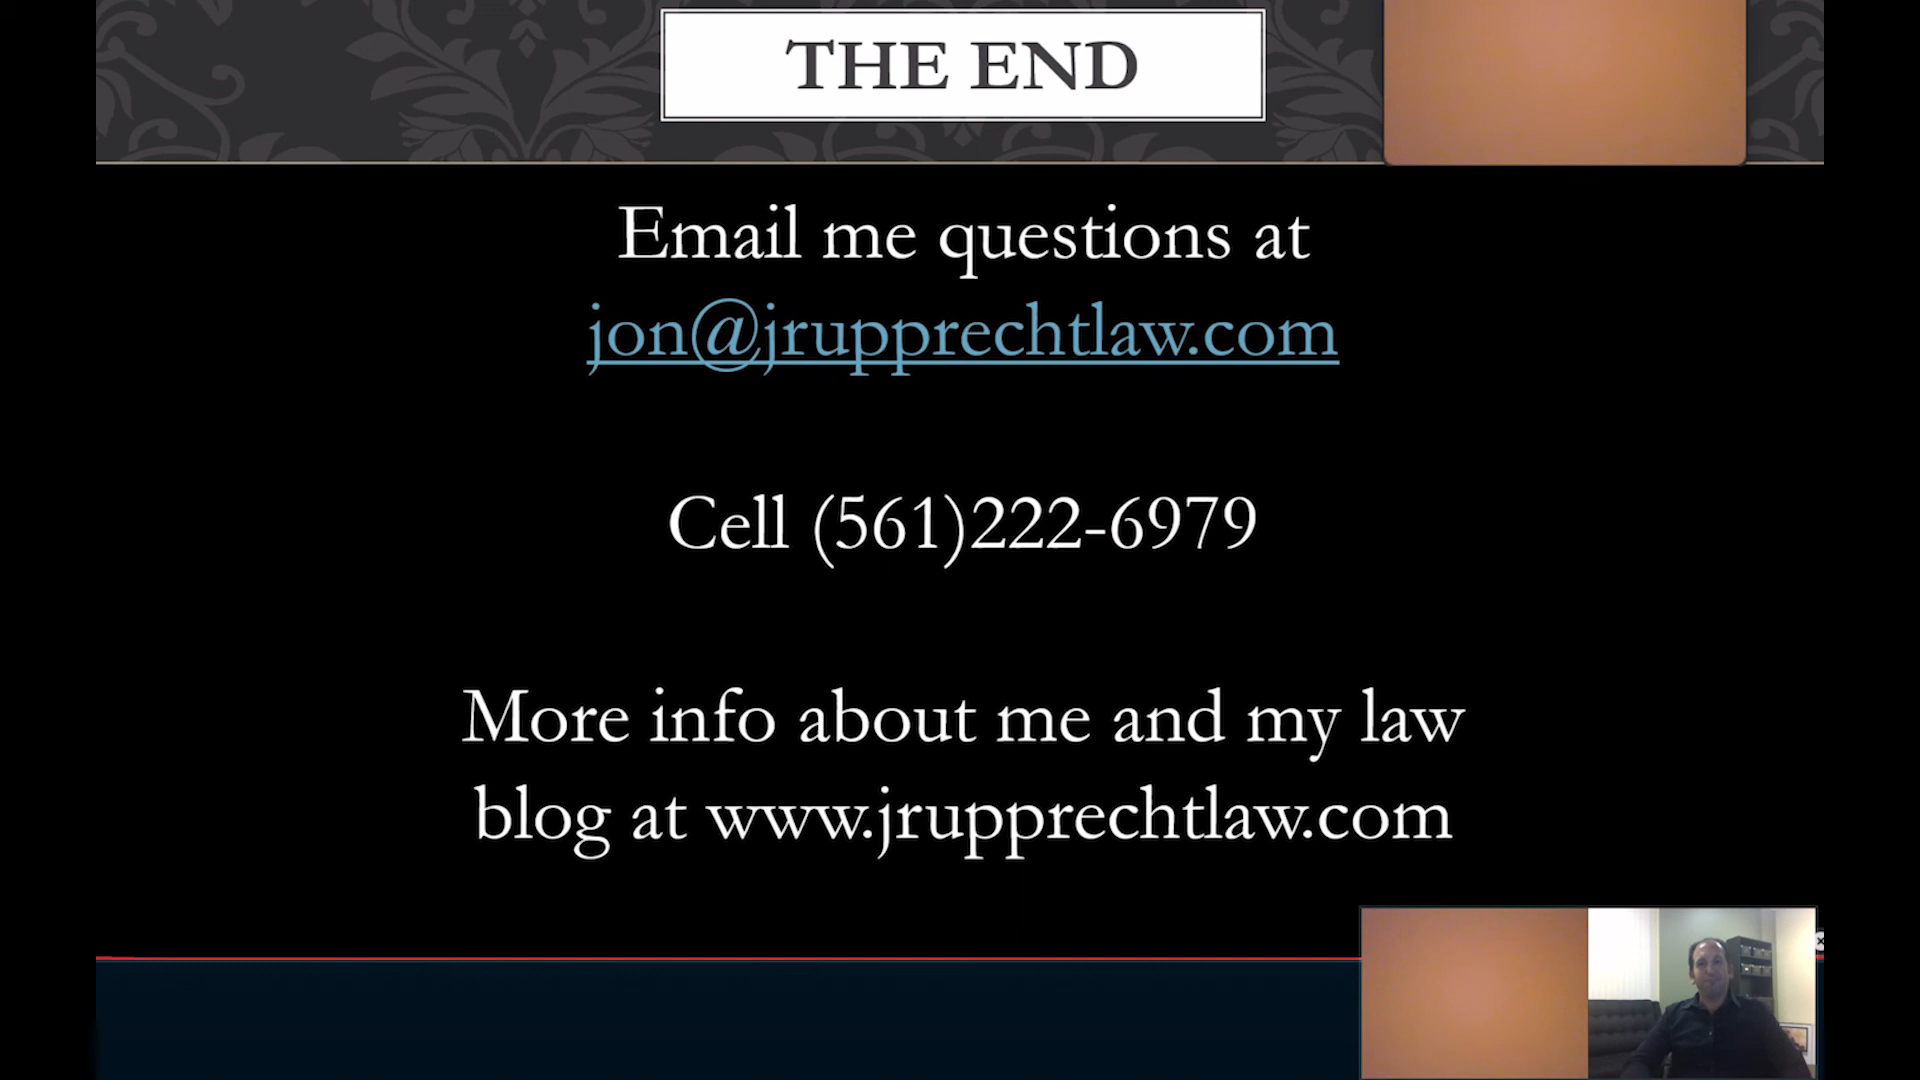 THE END
Email me questions at
jon@jrupprechtlaw.com
Cell (561)222-6979
More info about me and my law
blog at www.jrupprechtlaw.com